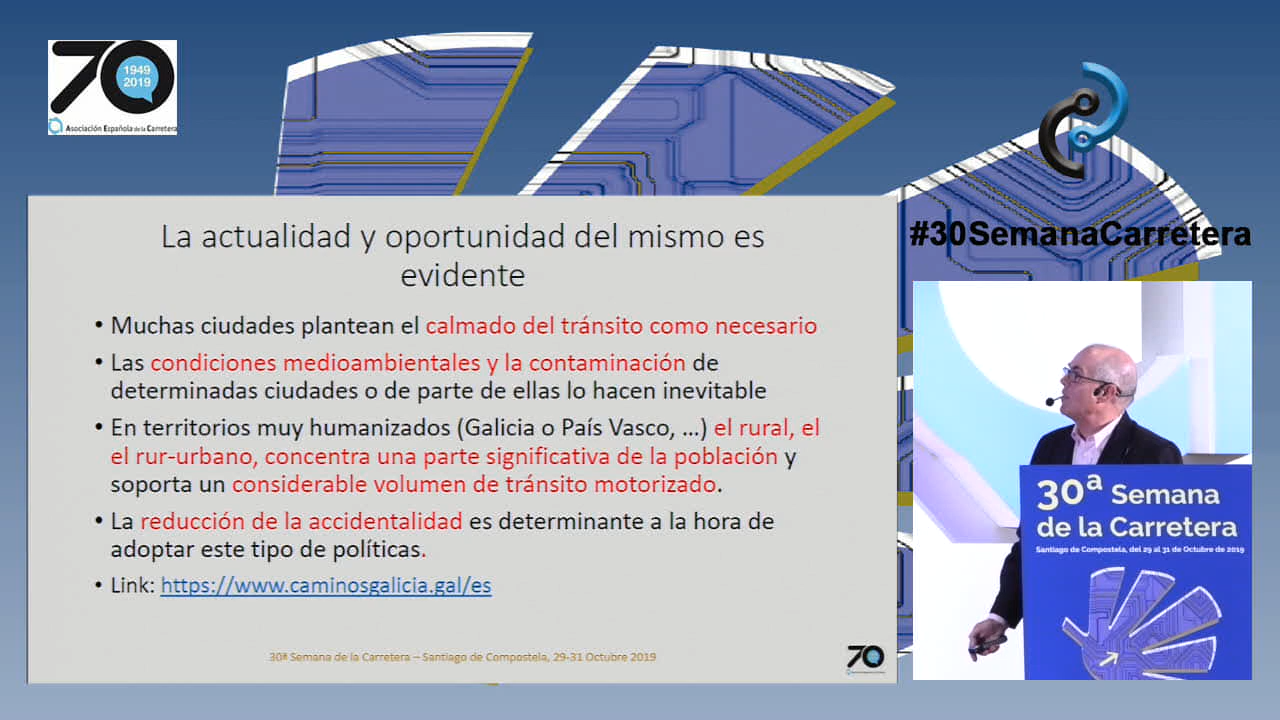 70
1949
2019
Asociación Española de la Carretera
#30SemanaCarretera
La actualidad y oportunidad del mismo es
evidente
• Muchas ciudades plantean el calmado del tránsito como necesario
• Las condiciones medioambientales y la contaminación de
determinadas ciudades o de parte de ellas lo hacen inevitable
• En territorios muy humanizados (Galicia o País Vasco, ...) el rural, el
el rur-urbano, concentra una parte significativa de la población y
soporta un considerable volumen de tránsito motorizado.
• La reducción de la accidentalidad es determinante a la hora de
adoptar este tipo de políticas.
• Link: https://www.caminosgalicia.gal/es
30ª Semana de la Carretera – Santiago de Compostela, 29-31 Octubre 2019
70
30ª Semana
de la Carretera
Santiago de Compostela, del 29 al 31 de Octubre de 2019